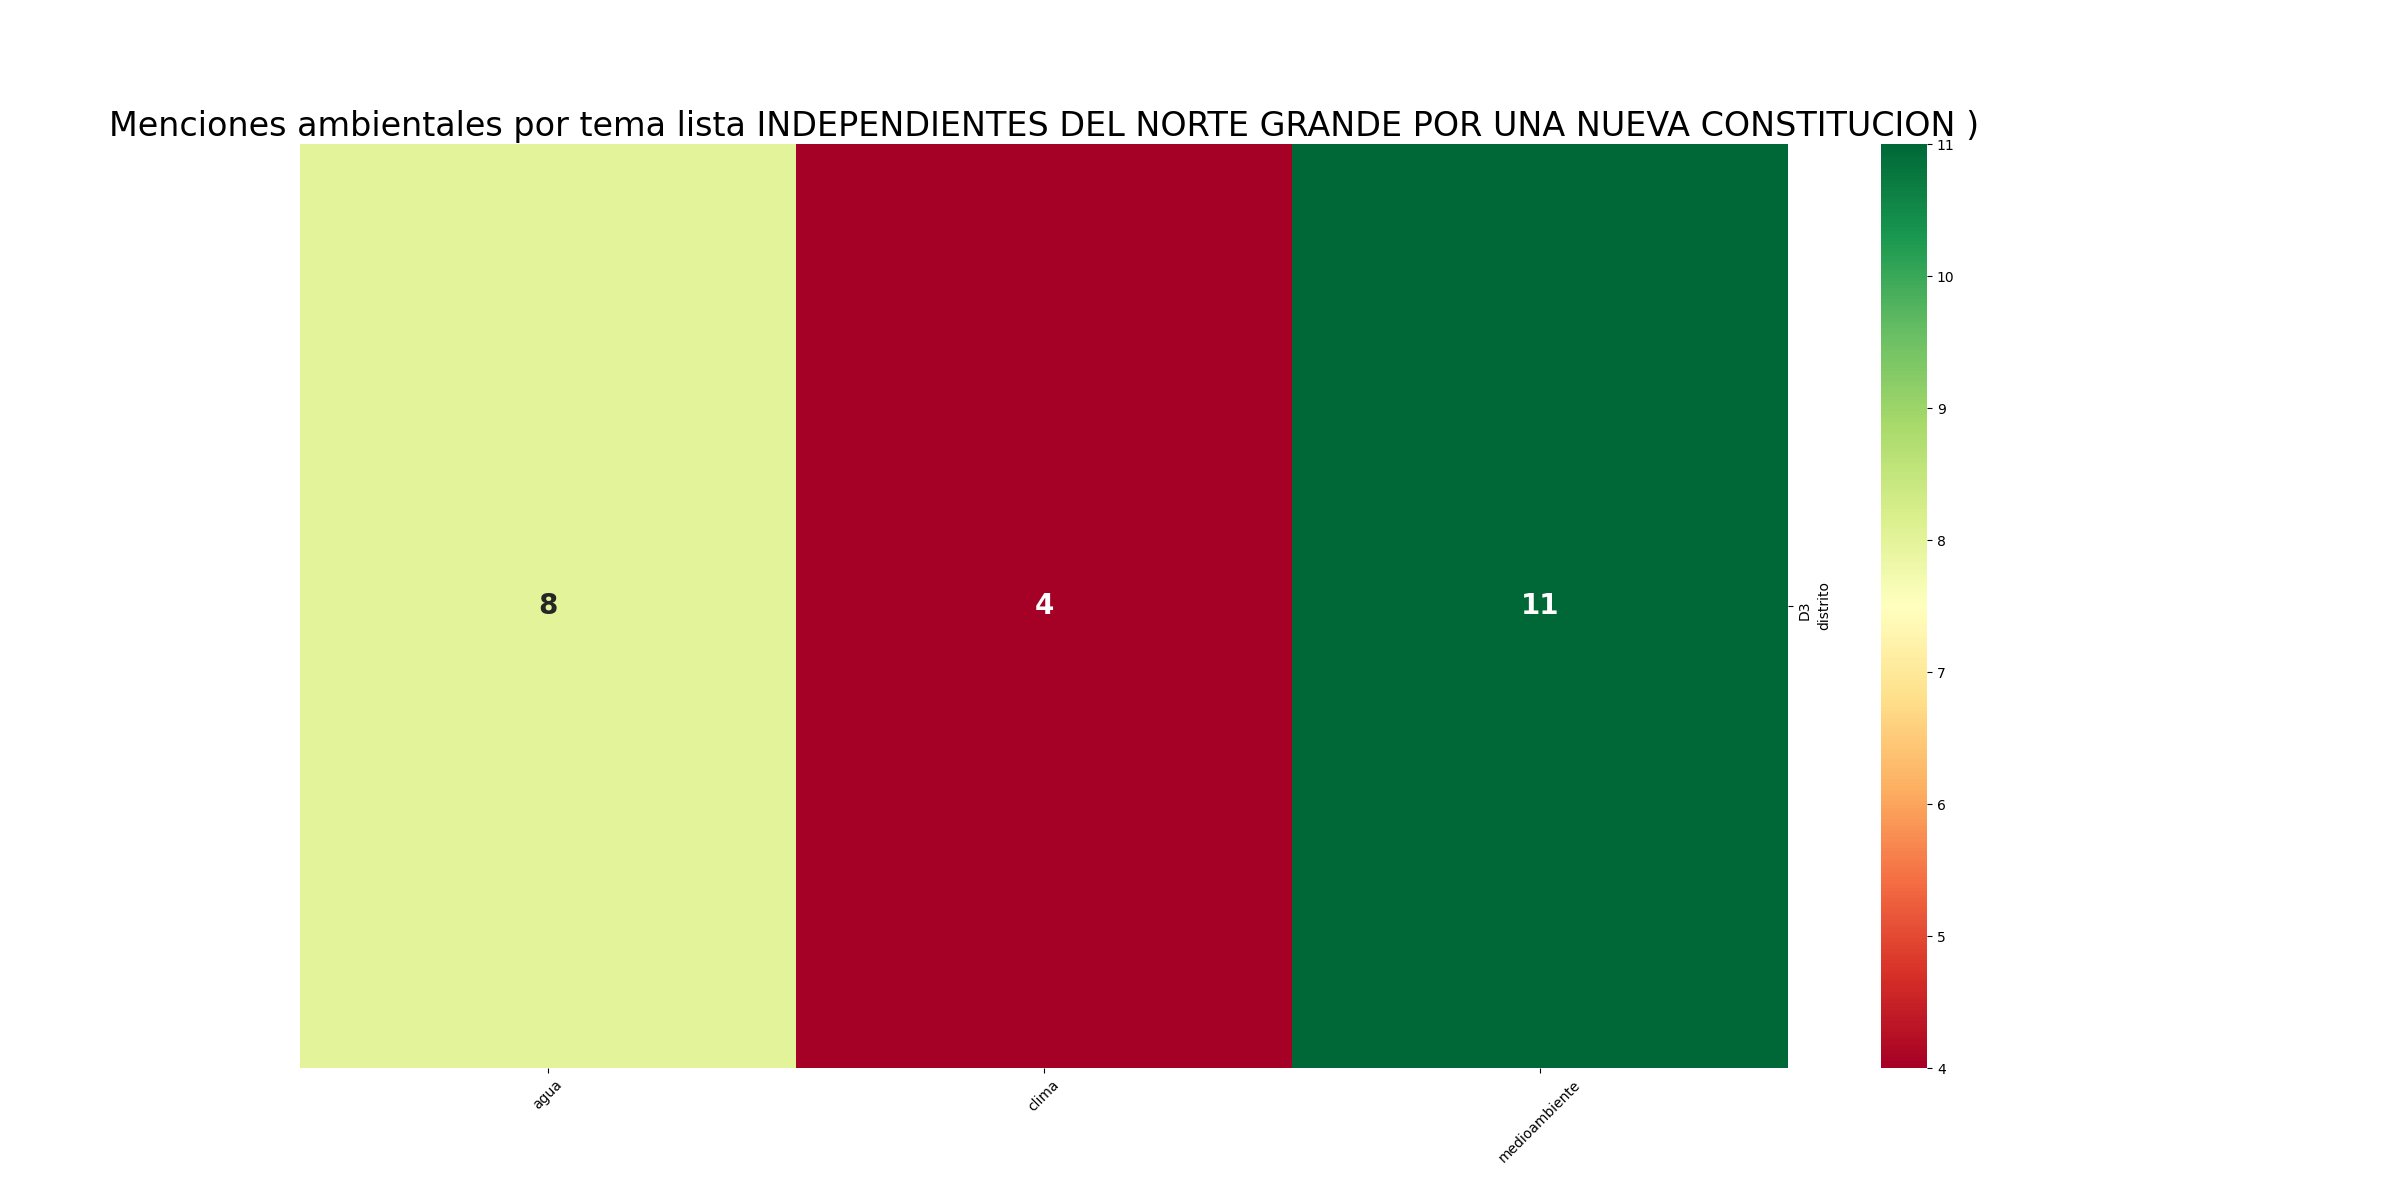 Menciones ambientales por tema lista INDEPENDIENTES DEL NORTE GRANDE POR UNA NUEVA CONSTITUCION )
8
4
11
D3
distrito
11
10
9
8
7
6
5
4
agua
clima
medioambiente